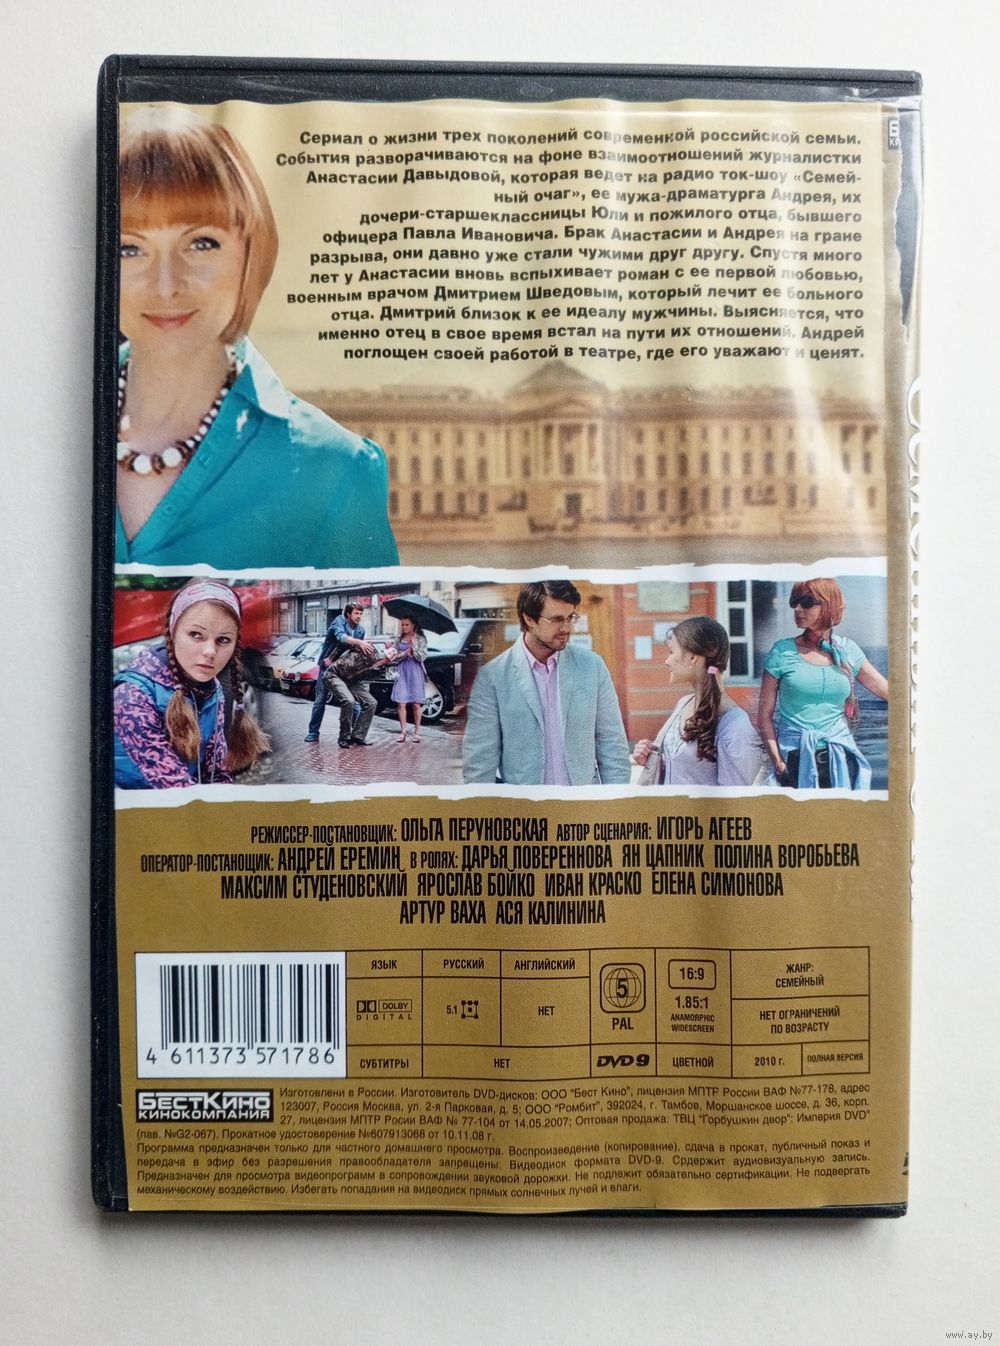 Сериал о жизни трех поколений современной российской семьи.
События разворачиваются на фоне взаимоотношений журналистки
Анастасии Давыдовой, которая ведет на радио ток-шоу «Семей-
ный очаг», ее мужа-драматурга Андрея, их
дочери-старшеклассницы Юли и пожилого отца, бывшего
офицера Павла Ивановича. Брак Анастасии и Андрея на гране
разрыва, они давно уже стали чужими друг другу. Спустя много
лет у Анастасии вновь вспыхивает роман с ее первой любовью,
военным врачом Дмитрием Шведовым, который лечит ее больного
отца. Дмитрий близок к ее идеалу мужчины. Выясняется, что
именно отец в свое время встал на пути их отношений. Андрей
поглощен своей работой в театре, где его уважают и ценят.
РЕЖИССЕР-ПОСТАНОВЩИК: ОЛЬГА ПЕРУНОВСКАЯ АВТОР СЦЕНАРИЯ: ИГОРЬ АГЕЕВ
ОПЕРАТОР-ПОСТАНОЩИК: АНДРЕЙ ЕРЕМИН В РОЛЯХ: ДАРЬЯ ПОВЕРЕННОВА ЯН ЦАПНИК ПОЛИНА ВОРОБЬЕВА
МАКСИМ СТУДЕНОВСКИЙ ЯРОСЛАВ БОЙКО ИВАН КРАСКО ЕЛЕНА СИМОНОВА
АРТУР ВАХА АСЯ КАЛИНИНА
4 611373 571786
ЯЗЫК РУССКИЙ АНГЛИЙСКИЙ
DOLBY DIGITAL 5.1 НЕТ
СУБТИТРЫ НЕТ
5 PAL
DVD 9
16:9
1.85:1
ANAMORPHIC
WIDESCREEN
ЦВЕТНОЙ
ЖАНР:
СЕМЕЙНЫЙ
НЕТ ОГРАНИЧЕНИЙ
ПО ВОЗРАСТУ
2010 г. ПОЛНАЯ ВЕРСИЯ
БЕСТКИНО
КИНОКОМПАНИЯ
Изготовлени в России. Изготовитель DVD-дисков: ООО "Бест Кино", лицензия МПТР России ВАФ №77-178, адрес
123007, Россия Москва, ул. 2-я Парковая, д. 5; ООО "Ромбит", 392024, г. Тамбов, Моршанское шоссе, д. 36, корп.
27, лицензия МПТР Росии ВАФ № 77-104 от 14.05.2007; Оптовая продажа: ТВЦ "Горбушкин двор": Империя DVD"
(пав. №G2-067). Прокатное удостоверение №607913068 от 10.11.08 г.
Программа предназначен только для частного домашнего просмотра. Воспроизведение (копирование), сдача в прокат, публичный показ и
передача в эфир без разрешения правообладателя запрещены. Видеодиск формата DVD-9. Срдержит аудиовизуальную запись.
Предназначен для просмотра видеопрограмм в сопровождении звуковой дорожки. Не подлежит обязательно сертификации. Не подвергать
механическому воздействию. Избегать попадания на видеодиск прямых солнечных лучей и влаги.
www.ay.by